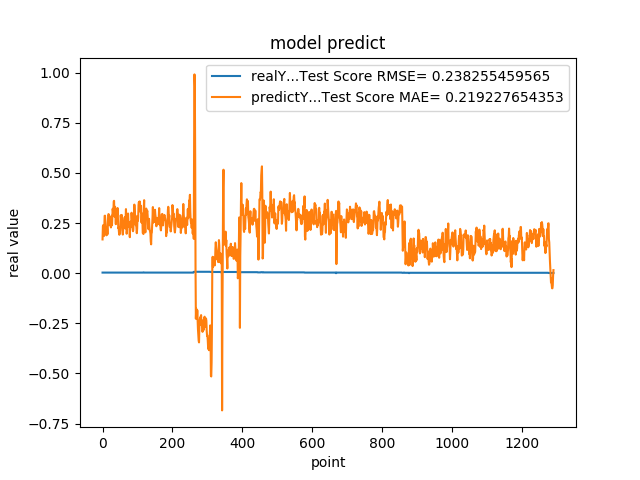 model predict
realY...Test Score RMSE= 0.238255459565
predictY...Test Score MAE= 0.219227654353
real value
1.00
0.75
0.50
0.25
0.00
−0.25
−0.50
−0.75
0 200 400 600 800 1000 1200
point